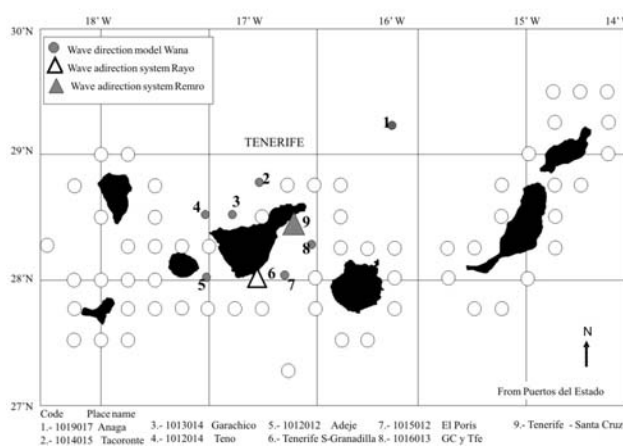 18' W 17' W 15' W 14' W
30'N
Wave direction model Wana
Wave adirection system Rayo
Wave adirection system Remro
1
TENERIFE
29'N
2
4 3
9
8
5 6 7
28'N
N
From Puertos del Estado
27'N
Code Place name
1.- 1019017 Anaga 3.- 1013014 Garachico 5.- 1012012 Adeje 7.- 1015012 El Poris 9.- Tenerife - Santa Cruz
2.- 1014015 Tacoronte 4.- 1012014 Teno 6.- Tenerife S-Granadilla 8.- 1016013 GC y Tfe